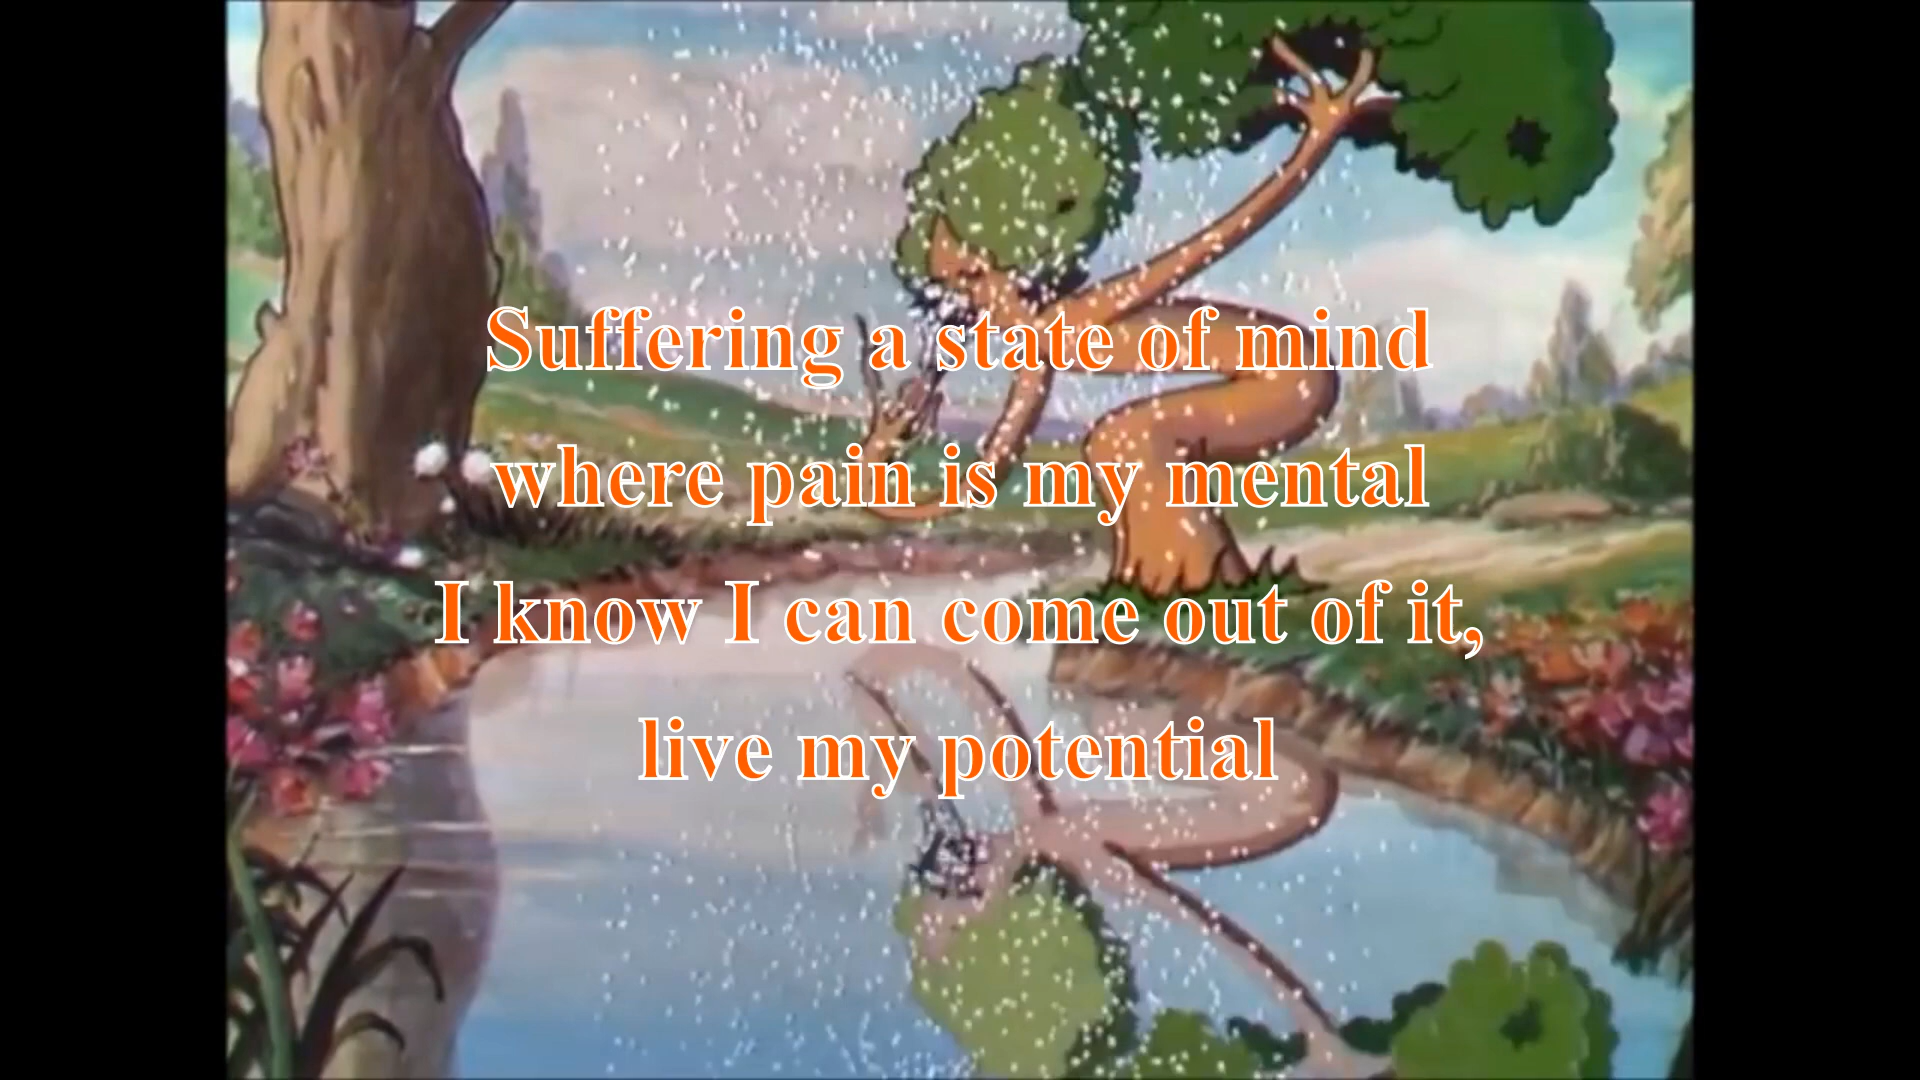 Suffering a state of mind
where pain is my mental
I know I can come out of it,
live my potential